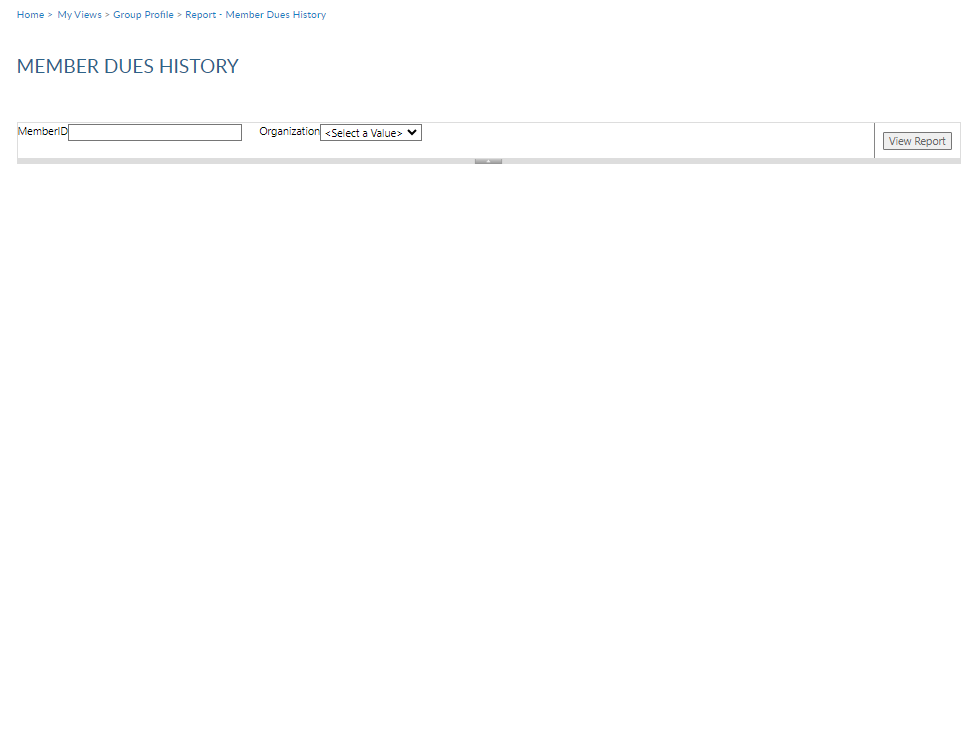 Home > My Views > Group Profile > Report - Member Dues History
MEMBER DUES HISTORY
MemberID Organization <Select a Value> View Report